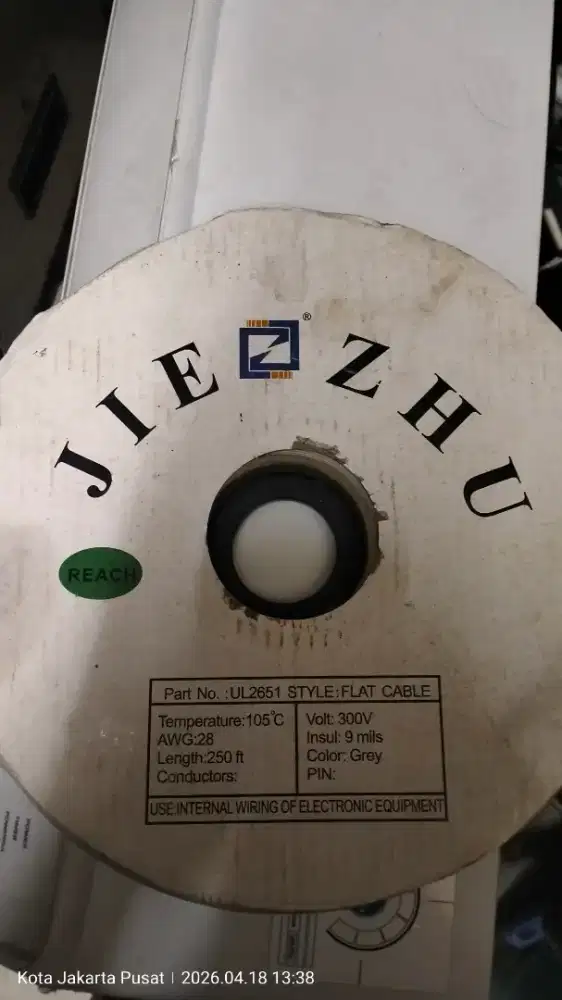 JIE ZHU
®
REACH
Part No. :UL2651 STYLE:FLAT CABLE
Temperature:105℃
AWG:28
Length:250 ft
Conductors:
Volt: 300V
Insul: 9 mils
Color: Grey
PIN:
USE:INTERNAL WIRING OF ELECTRONIC EQUIPMENT
Kota Jakarta Pusat | 2026.04.18 13:38